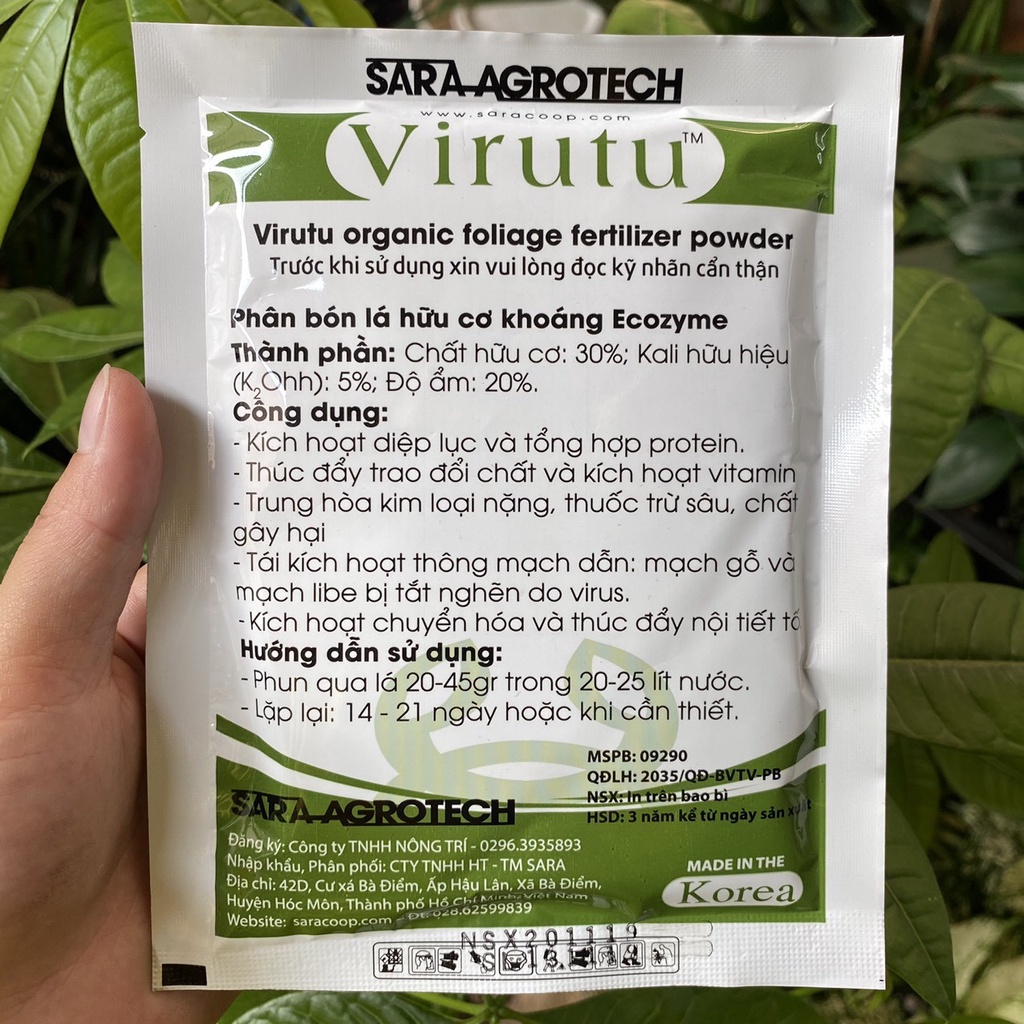 SARA AGROTECH
www.saracoop.com
Virutu™
Virutu organic foliage fertilizer powder
Trước khi sử dụng xin vui lòng đọc kỹ nhãn cẩn thận
Phân bón lá hữu cơ khoáng Ecozyme
Thành phần: Chất hữu cơ: 30%; Kali hữu hiệu
(K₂Ohh): 5%; Độ ẩm: 20%.
Công dụng:
- Kích hoạt diệp lục và tổng hợp protein.
- Thúc đẩy trao đổi chất và kích hoạt vitamin
- Trung hòa kim loại nặng, thuốc trừ sâu, chất
gây hại
- Tái kích hoạt thông mạch dẫn: mạch gỗ và
mạch libe bị tắt nghẽn do virus.
- Kích hoạt chuyển hóa và thúc đẩy nội tiết tố
Hướng dẫn sử dụng:
- Phun qua lá 20-45gr trong 20-25 lít nước.
- Lặp lại: 14 - 21 ngày hoặc khi cần thiết.
MSPB: 09290
QĐLH: 2035/QĐ-BVTV-PB
NSX: In trên bao bì
HSD: 3 năm kể từ ngày sản xuất
SARA AGROTECH
Đăng ký: Công ty TNHH NÔNG TRÍ - 0296.3935893
Nhập khẩu, Phân phối: CTY TNHH HT - TM SARA
Địa chỉ: 42D, Cư xá Bà Điểm, Ấp Hậu Lân, Xã Bà Điểm,
Huyện Hóc Môn, Thành phố Hồ Chí Minh, Việt Nam
Website: saracoop.com - ĐT: 028.62599839
MADE IN THE
Korea
NSX201119